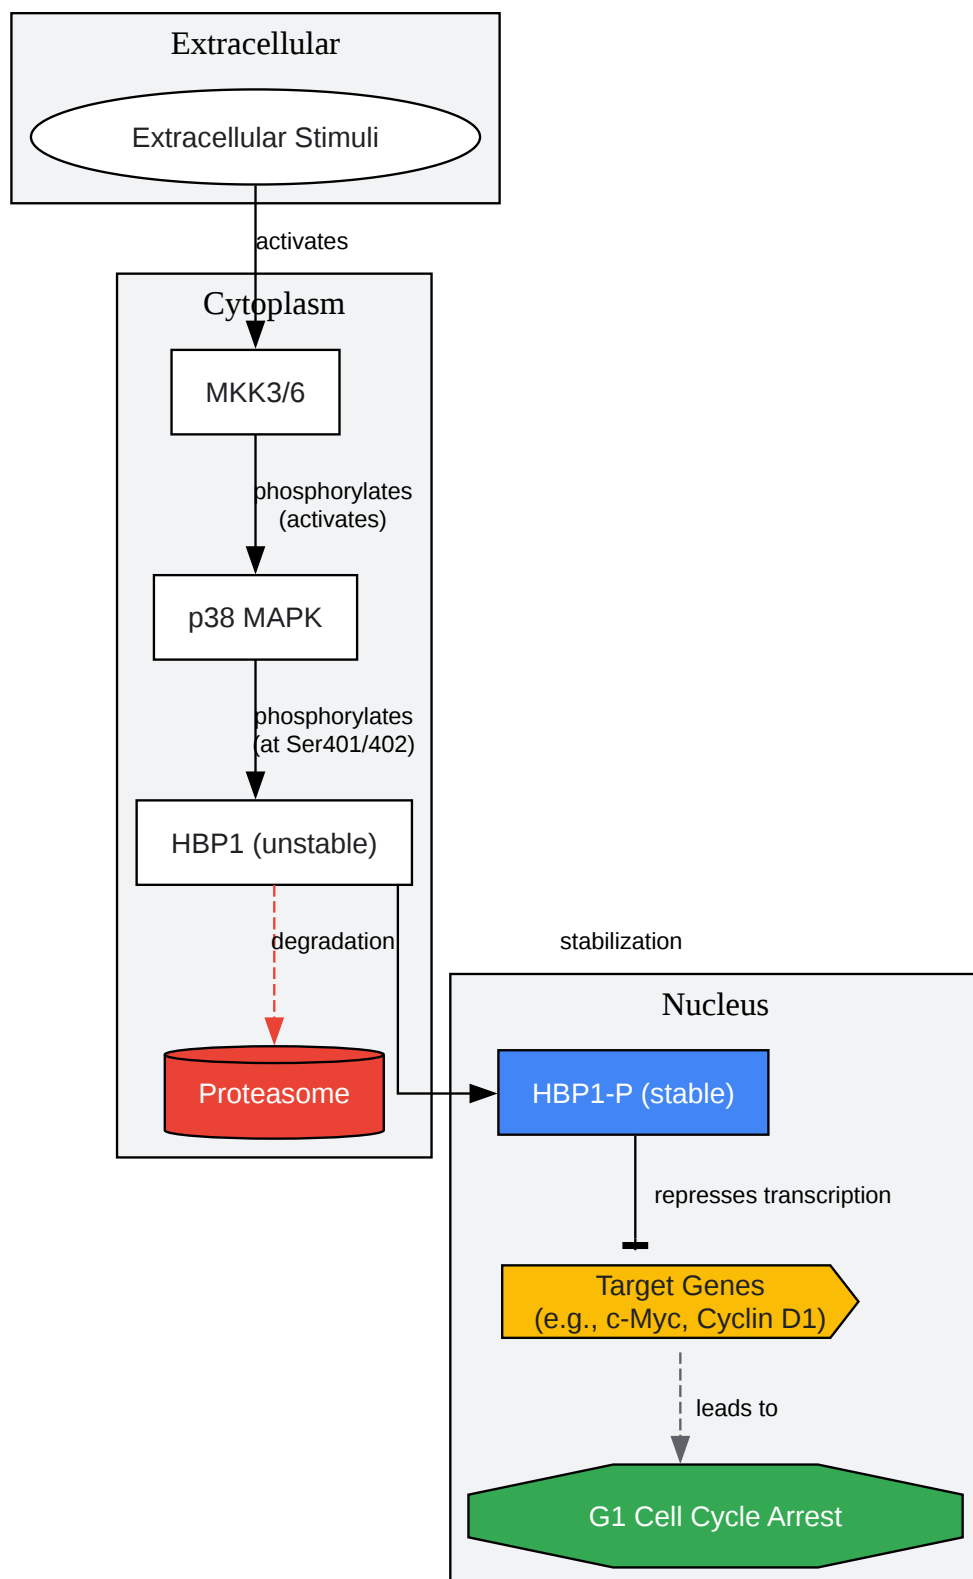 Extracellular
Extracellular Stimuli
activates
Cytoplasm
MKK3/6
phosphorylates
(activates)
p38 MAPK
phosphorylates
(at Ser401/402)
HBP1 (unstable)
degradation
stabilization
Nucleus
Proteasome
HBP1-P (stable)
represses transcription
Target Genes
(e.g., c-Myc, Cyclin D1)
leads to
G1 Cell Cycle Arrest